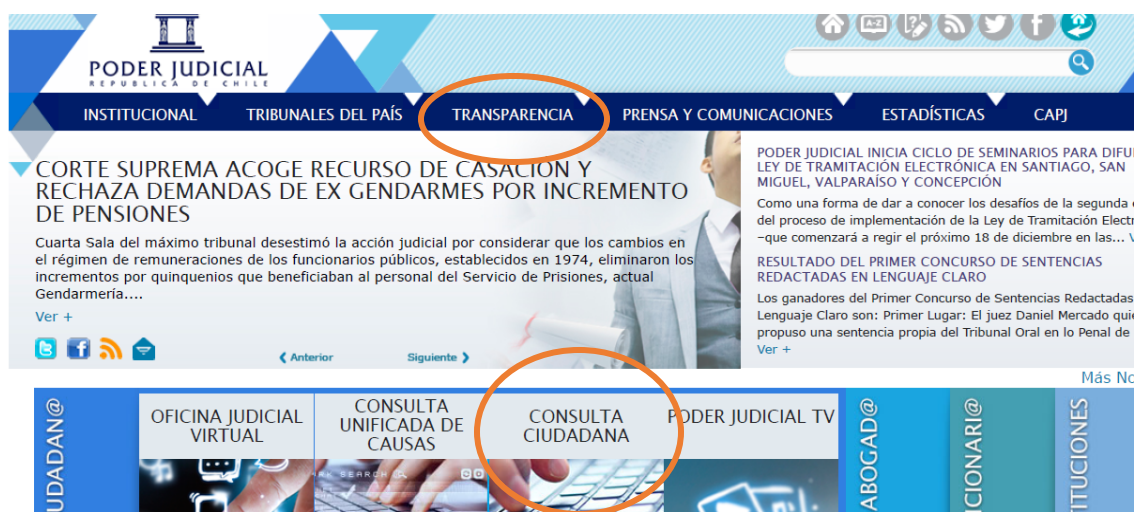 PODER JUDICIAL
REPUBLICA DE CHILE
A-Z
INSTITUCIONAL
TRIBUNALES DEL PAÍS
TRANSPARENCIA
PRENSA Y COMUNICACIONES
ESTADÍSTICAS
CAPJ
CORTE SUPREMA ACOGE RECURSO DE CASACIÓN Y
RECHAZA DEMANDAS DE EX GENDARMES POR INCREMENTO
DE PENSIONES
Cuarta Sala del máximo tribunal desestimó la acción judicial por considerar que los cambios en
el régimen de remuneraciones de los funcionarios públicos, establecidos en 1974, eliminaron los
incrementos por quinquenios que beneficiaban al personal del Servicio de Prisiones, actual
Gendarmería....
Ver +
Anterior
Siguiente
PODER JUDICIAL INICIA CICLO DE SEMINARIOS PARA DIFU
LEY DE TRAMITACIÓN ELECTRÓNICA EN SANTIAGO, SAN
MIGUEL, VALPARAÍSO Y CONCEPCIÓN
Como una forma de dar a conocer los desafíos de la segunda
del proceso de implementación de la Ley de Tramitación Electr
–que comenzará a regir el próximo 18 de diciembre en las... V
RESULTADO DEL PRIMER CONCURSO DE SENTENCIAS
REDACTADAS EN LENGUAJE CLARO
Los ganadores del Primer Concurso de Sentencias Redactadas
Lenguaje Claro son: Primer Lugar: El juez Daniel Mercado qui
propuso una sentencia propia del Tribunal Oral en lo Penal de
Ver +
Más No
UDADAN@
OFICINA JUDICIAL
VIRTUAL
CONSULTA
UNIFICADA DE
CAUSAS
SEARCH
CONSULTA
CIUDADANA
PODER JUDICIAL TV
ABOGAD@
CIONARI@
TITUCIONES